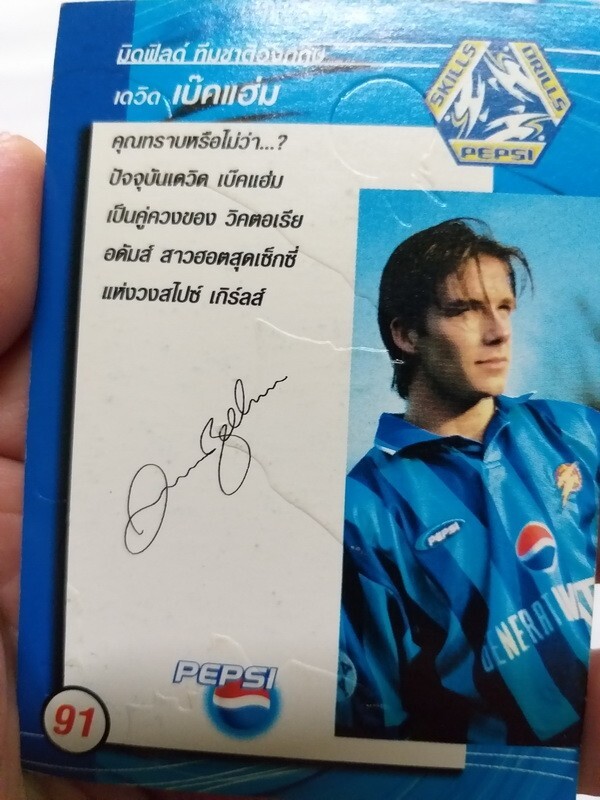 มิดฟิลด์ ทีมชาติอังกฤษ
เดวิด เบ๊คแฮ่ม
SKILLS DRILLS
PEPSI
คุณทราบหรือไม่ว่า...?
ปัจจุบันเดวิด เบ๊คแฮ่ม
เป็นคู่ควงของ วิคตอเรีย
อดัมส์ สาวฮอตสุดเซ็กซี่
แห่งวงสไปซ์ เกิร์ลส์
PEPSI
PEPSI
91